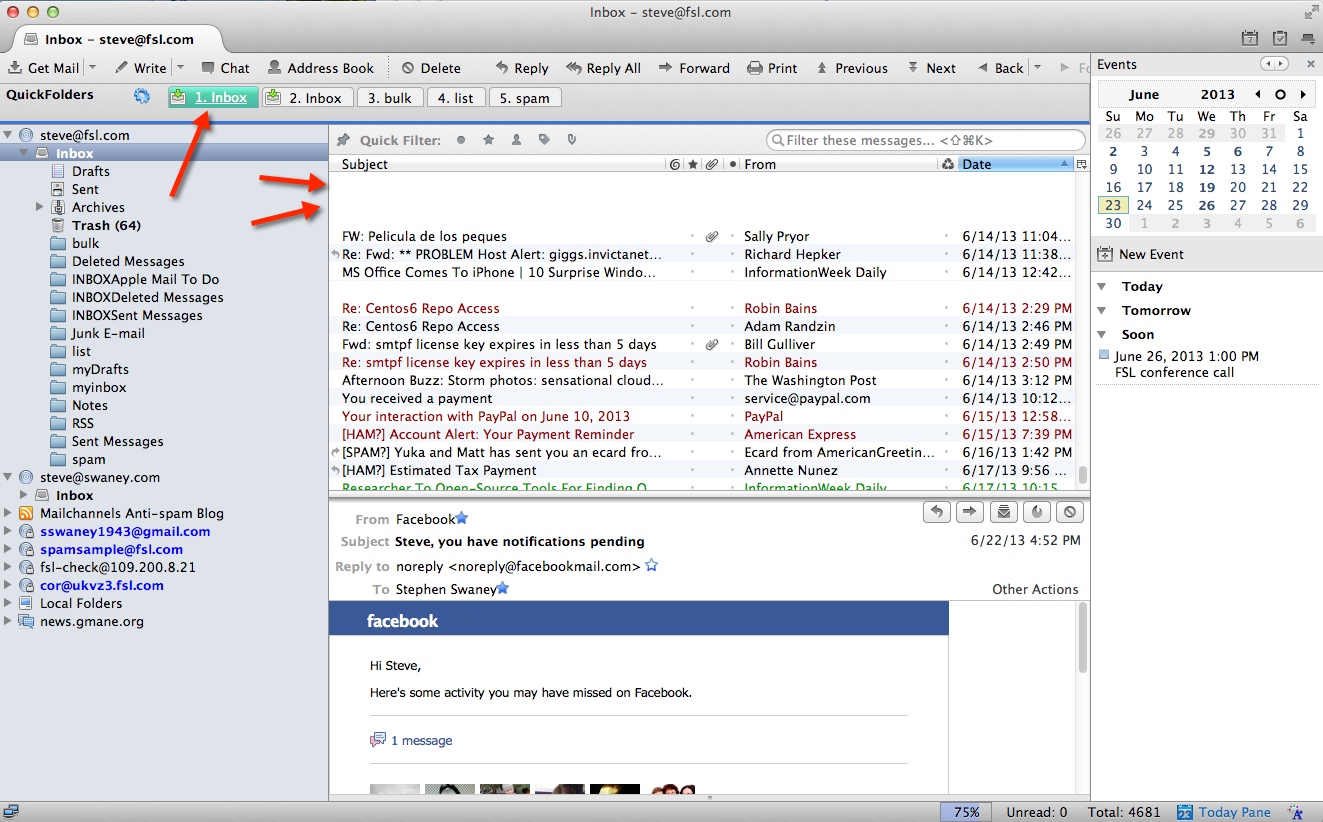 Inbox – steve@fsl.com
Inbox – steve@fsl.com
Get Mail Write Chat Address Book Delete Reply Reply All Forward Print Previous Next Back
QuickFolders 1. Inbox 2. Inbox 3. bulk 4. list 5. spam
steve@fsl.com
Inbox
Drafts
Sent
Archives
Trash (64)
bulk
Deleted Messages
INBOXApple Mail To Do
INBOXDeleted Messages
INBOXSent Messages
Junk E-mail
list
myDrafts
myinbox
Notes
RSS
Sent Messages
spam
steve@swaney.com
Inbox
Mailchannels Anti-spam Blog
sswaney1943@gmail.com
spamsample@fsl.com
fsl-check@109.200.8.21
cor@ukvz3.fsl.com
Local Folders
news.gmane.org
Quick Filter: Filter these messages... <⇧⌘K>
Subject From Date
FW: Pelicula de los peques Sally Pryor 6/14/13 11:04...
Re: Fwd: ** PROBLEM Host Alert: giggs.invictanet... Richard Hepker 6/14/13 11:38...
MS Office Comes To iPhone | 10 Surprise Windo... InformationWeek Daily 6/14/13 12:42...
Re: Centos6 Repo Access Robin Bains 6/14/13 2:29 PM
Re: Centos6 Repo Access Adam Randzin 6/14/13 2:46 PM
Fwd: smtpf license key expires in less than 5 days Bill Gulliver 6/14/13 2:49 PM
Re: smtpf license key expires in less than 5 days Robin Bains 6/14/13 2:50 PM
Afternoon Buzz: Storm photos: sensational cloud... The Washington Post 6/14/13 3:12 PM
You received a payment service@paypal.com 6/14/13 10:12...
Your interaction with PayPal on June 10, 2013 PayPal 6/15/13 12:58...
[HAM?] Account Alert: Your Payment Reminder American Express 6/15/13 7:39 PM
[SPAM?] Yuka and Matt has sent you an ecard fro... Ecard from AmericanGreetin... 6/16/13 1:42 PM
[HAM?] Estimated Tax Payment Annette Nunez 6/17/13 9:56 ...
Researcher To Open-Source Tools For Finding O... InformationWeek Daily 6/17/13 10:15...
From Facebook
Subject Steve, you have notifications pending 6/22/13 4:52 PM
Reply to noreply <noreply@facebookmail.com>
To Stephen Swaney Other Actions
facebook
Hi Steve,
Here's some activity you may have missed on Facebook.
1 message
Events
June 2013
Su Mo Tu We Th Fr Sa
26 27 28 29 30 31 1
2 3 4 5 6 7 8
9 10 11 12 13 14 15
16 17 18 19 20 21 22
23 24 25 26 27 28 29
30 1 2 3 4 5 6
New Event
Today
Tomorrow
Soon
June 26, 2013 1:00 PM
FSL conference call
75% Unread: 0 Total: 4681 23 Today Pane